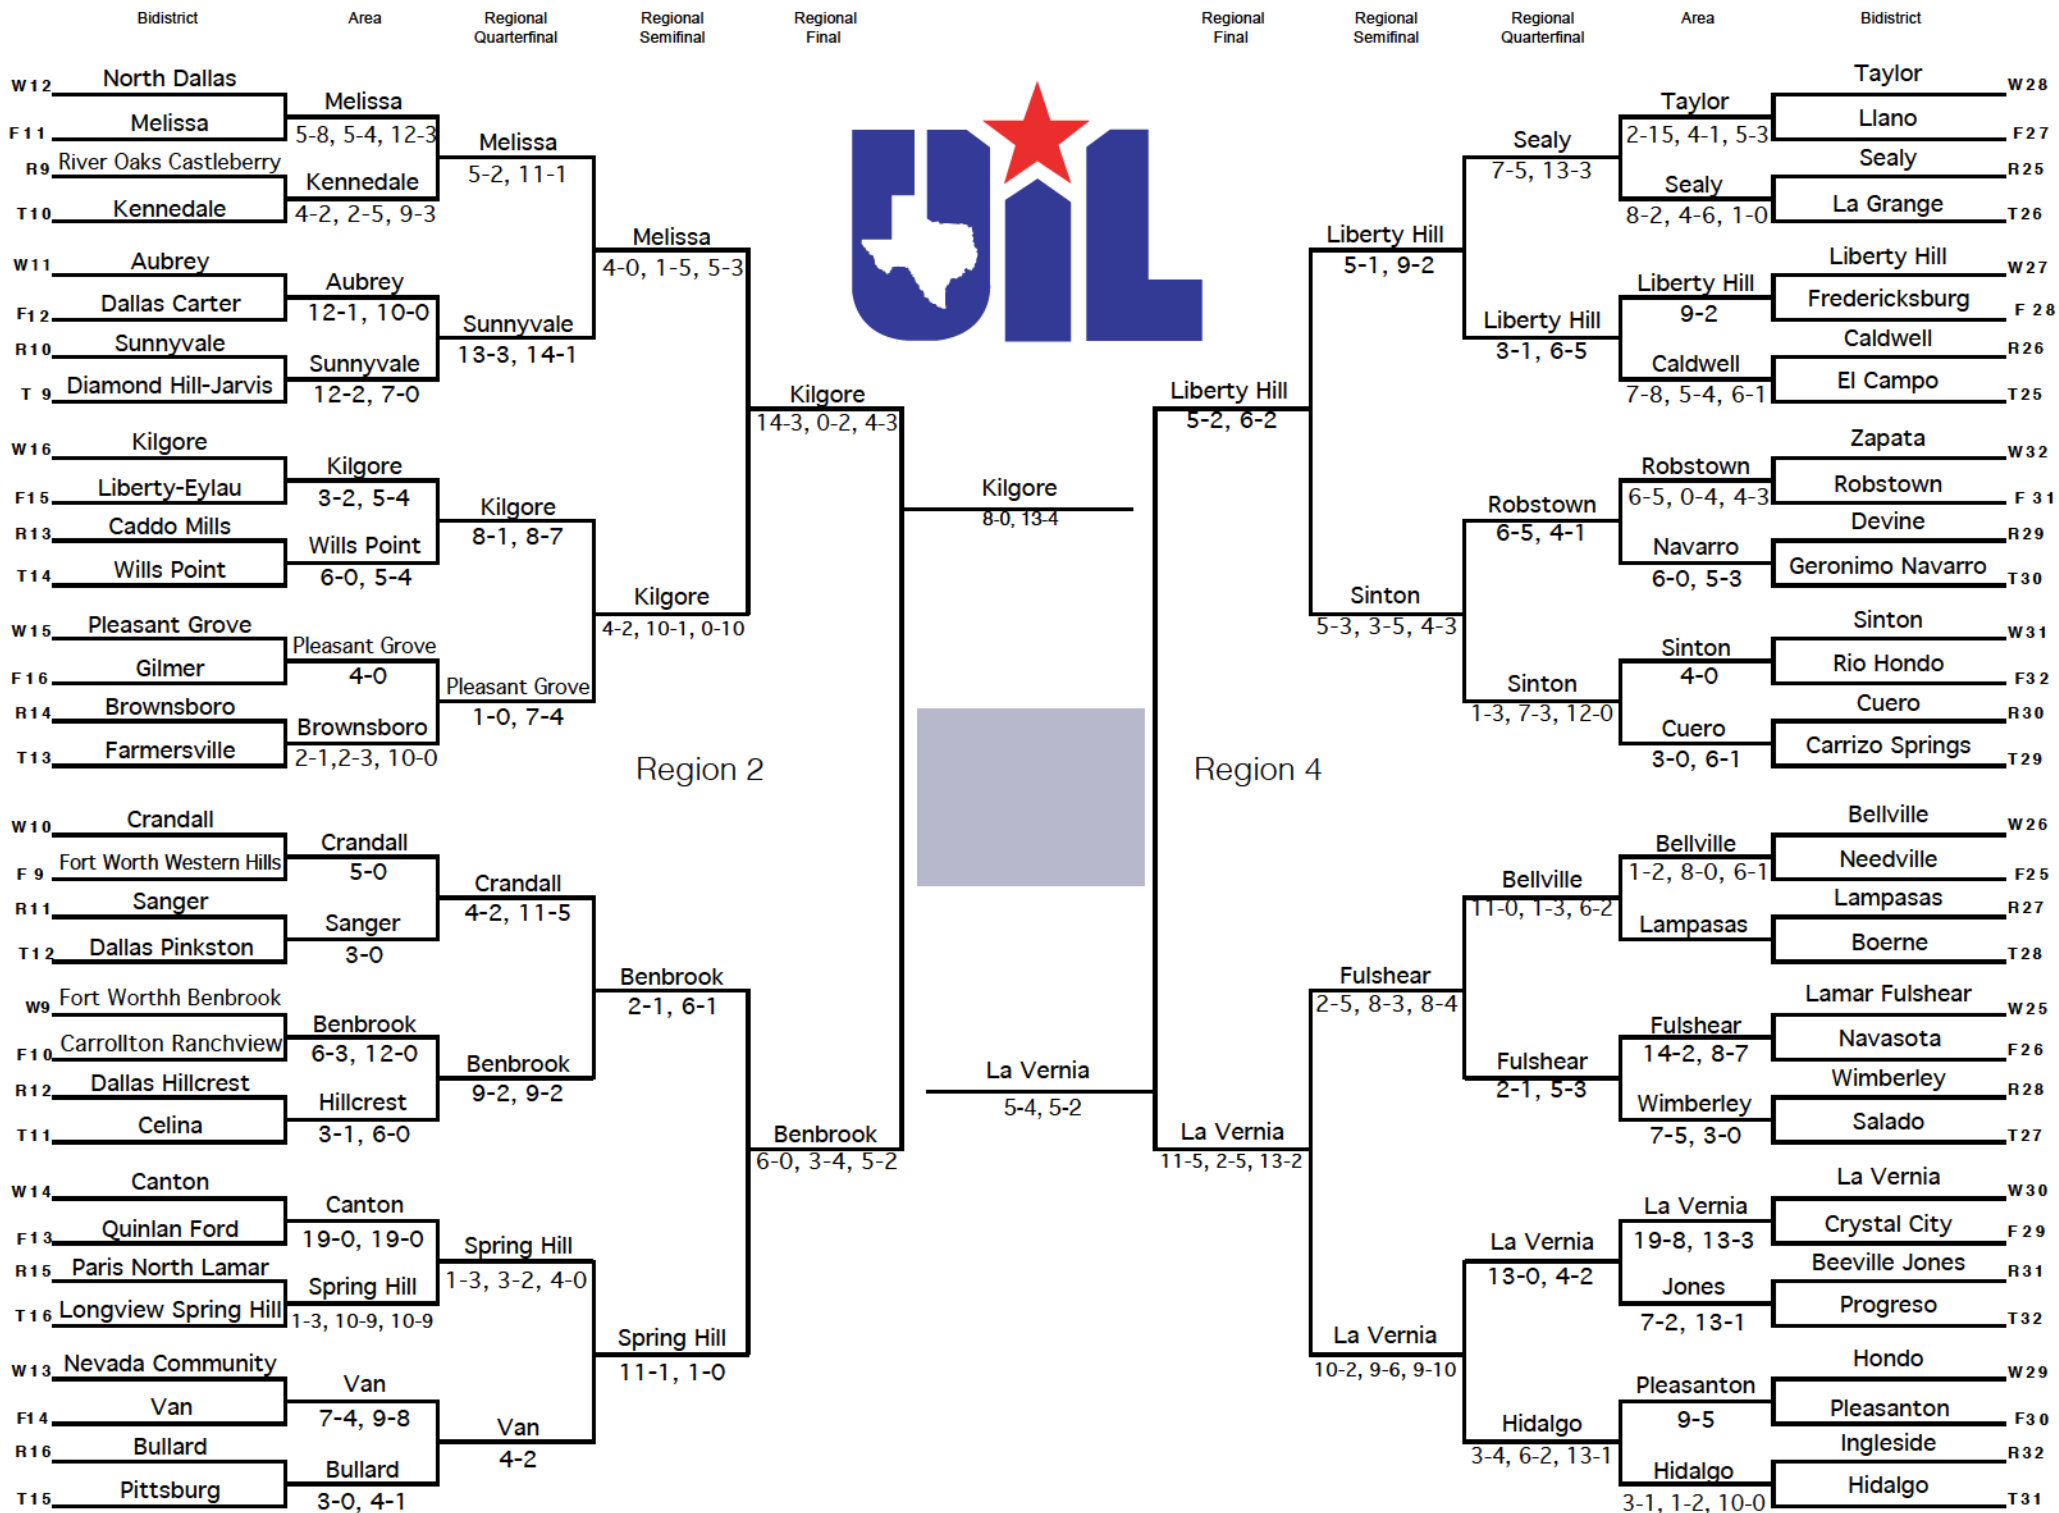 Bidistrict
Area
Regional
Quarterfinal
Regional
Semifinal
Regional
Final
Regional
Final
Regional
Semifinal
Regional
Quarterfinal
Area
Bidistrict
UIL
W12 North Dallas
F11 Melissa
R9 River Oaks Castleberry
T10 Kennedale
W11 Aubrey
F12 Dallas Carter
R10 Sunnyvale
T 9 Diamond Hill-Jarvis
W16 Kilgore
F15 Liberty-Eylau
R13 Caddo Mills
T14 Wills Point
W15 Pleasant Grove
F16 Gilmer
R14 Brownsboro
T13 Farmersville
W10 Crandall
F 9 Fort Worth Western Hills
R11 Sanger
T12 Dallas Pinkston
W9 Fort Worthh Benbrook
F10 Carrollton Ranchview
R12 Dallas Hillcrest
T11 Celina
W14 Canton
F13 Quinlan Ford
R15 Paris North Lamar
T16 Longview Spring Hill
W13 Nevada Community
F14 Van
R16 Bullard
T15 Pittsburg
Melissa
5-8, 5-4, 12-3
Kennedale
4-2, 2-5, 9-3
Aubrey
12-1, 10-0
Sunnyvale
12-2, 7-0
Kilgore
3-2, 5-4
Wills Point
6-0, 5-4
Pleasant Grove
4-0
Brownsboro
2-1,2-3, 10-0
Crandall
5-0
Sanger
3-0
Benbrook
6-3, 12-0
Hillcrest
3-1, 6-0
Canton
19-0, 19-0
Spring Hill
1-3, 10-9, 10-9
Van
7-4, 9-8
Bullard
3-0, 4-1
Melissa
5-2, 11-1
Sunnyvale
13-3, 14-1
Kilgore
8-1, 8-7
Pleasant Grove
1-0, 7-4
Crandall
4-2, 11-5
Benbrook
9-2, 9-2
Spring Hill
1-3, 3-2, 4-0
Van
4-2
Melissa
4-0, 1-5, 5-3
Kilgore
4-2, 10-1, 0-10
Benbrook
2-1, 6-1
Spring Hill
11-1, 1-0
Kilgore
14-3, 0-2, 4-3
Benbrook
6-0, 3-4, 5-2
Region 2
Kilgore
8-0, 13-4
La Vernia
5-4, 5-2
Region 4
Liberty Hill
5-2, 6-2
La Vernia
11-5, 2-5, 13-2
Liberty Hill
5-1, 9-2
Sinton
5-3, 3-5, 4-3
Fulshear
2-5, 8-3, 8-4
La Vernia
10-2, 9-6, 9-10
Sealy
7-5, 13-3
Liberty Hill
3-1, 6-5
Robstown
6-5, 4-1
Sinton
1-3, 7-3, 12-0
Bellville
11-0, 1-3, 6-2
Fulshear
2-1, 5-3
La Vernia
13-0, 4-2
Hidalgo
3-4, 6-2, 13-1
Taylor
2-15, 4-1, 5-3
Sealy
8-2, 4-6, 1-0
Liberty Hill
9-2
Caldwell
7-8, 5-4, 6-1
Robstown
6-5, 0-4, 4-3
Navarro
6-0, 5-3
Sinton
4-0
Cuero
3-0, 6-1
Bellville
1-2, 8-0, 6-1
Lampasas
Fulshear
14-2, 8-7
Wimberley
7-5, 3-0
La Vernia
19-8, 13-3
Jones
7-2, 13-1
Pleasanton
9-5
Hidalgo
3-1, 1-2, 10-0
Taylor W28
Llano F27
Sealy R25
La Grange T26
Liberty Hill W27
Fredericksburg F 28
Caldwell R26
El Campo T25
Zapata W32
Robstown F 31
Devine R29
Geronimo Navarro T30
Sinton W31
Rio Hondo F32
Cuero R30
Carrizo Springs T29
Bellville W26
Needville F25
Lampasas R27
Boerne T28
Lamar Fulshear W25
Navasota F26
Wimberley R28
Salado T27
La Vernia W30
Crystal City F29
Beeville Jones R31
Progreso T32
Hondo W29
Pleasanton F30
Ingleside R32
Hidalgo T31